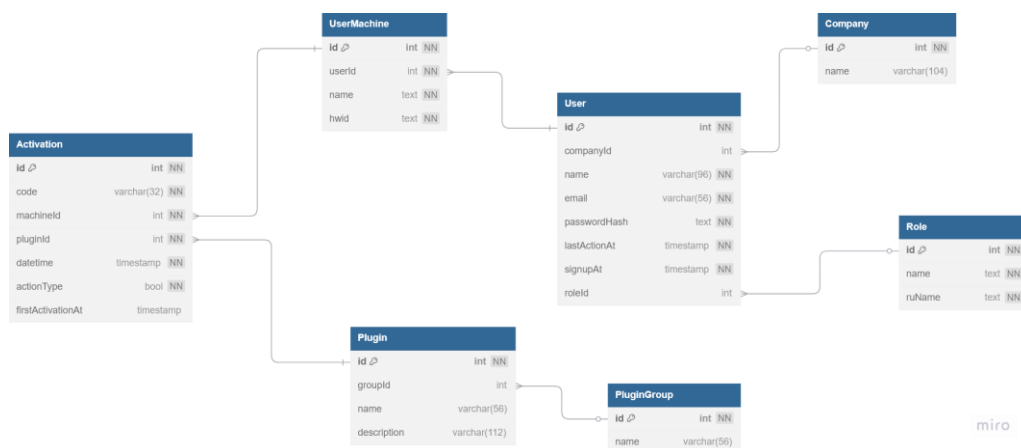 UserMachine
id int NN
userId int NN
name text NN
hwid text NN
Company
id int NN
name varchar(104)
User
id int NN
companyId int
name varchar(96) NN
email varchar(56) NN
passwordHash text NN
lastActionAt timestamp NN
signupAt timestamp NN
roleId int
Activation
id int NN
code varchar(32) NN
machineId int NN
pluginId int NN
datetime timestamp NN
actionType bool NN
firstActivationAt timestamp
Role
id int NN
name text NN
ruName text NN
Plugin
id int NN
groupId int
name varchar(56)
description varchar(112)
PluginGroup
id int NN
name varchar(56)
miro